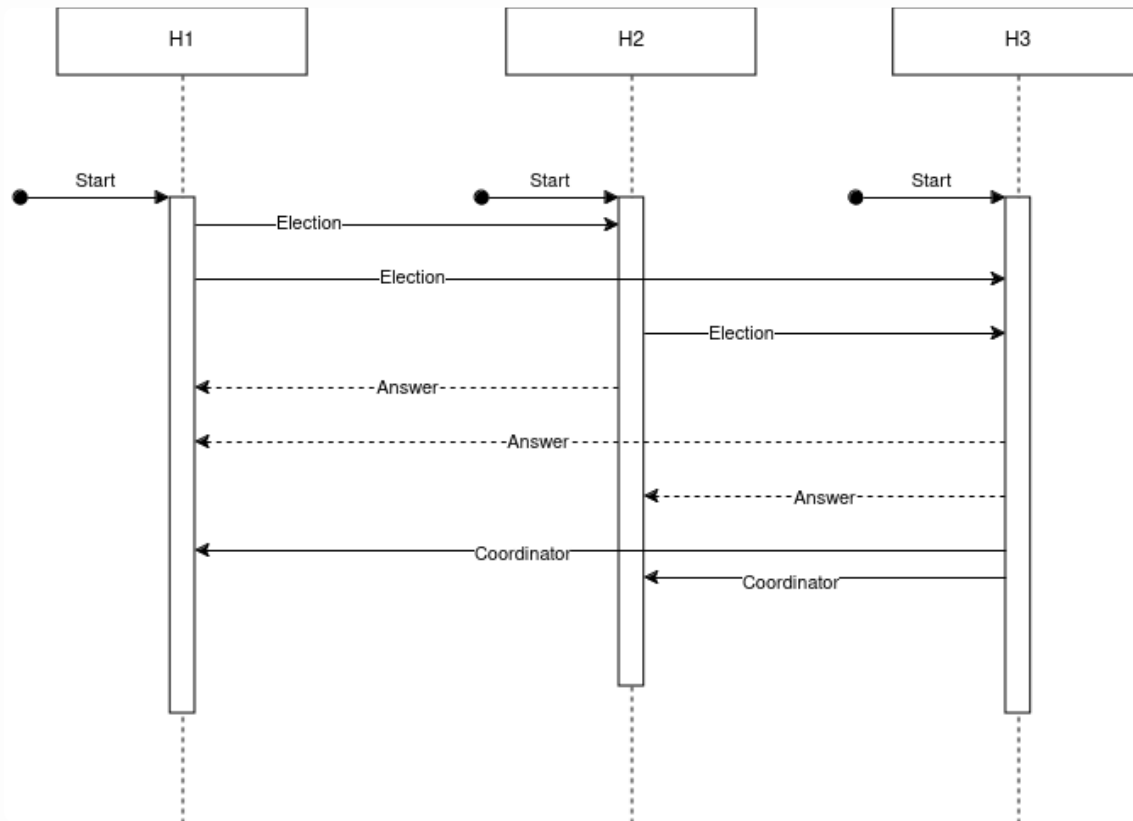 H1
H2
H3
Start
Start
Start
Election
Election
Election
Answer
Answer
Answer
Coordinator
Coordinator